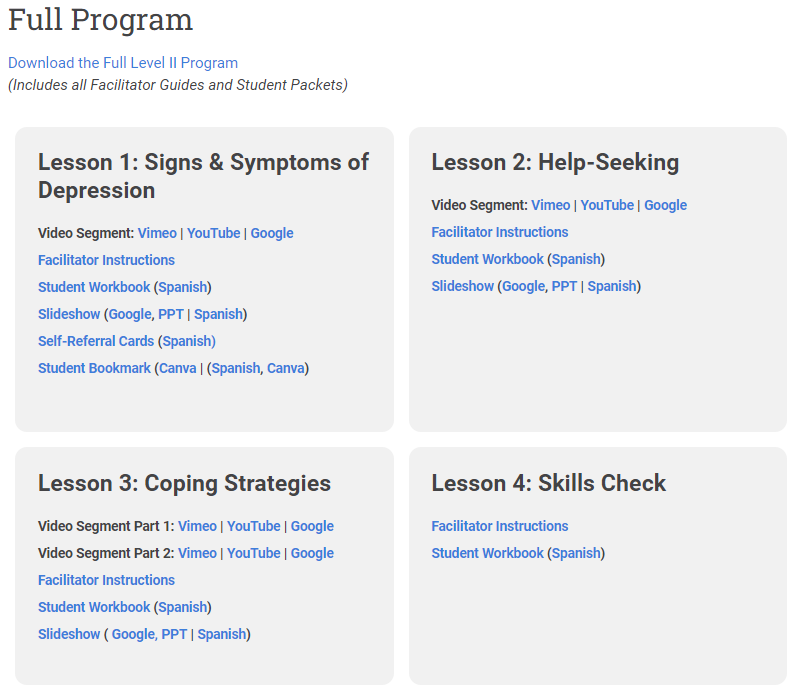 Full Program
Download the Full Level II Program
(Includes all Facilitator Guides and Student Packets)
Lesson 1: Signs & Symptoms of
Depression
Video Segment: Vimeo | YouTube | Google
Facilitator Instructions
Student Workbook (Spanish)
Slideshow (Google, PPT | Spanish)
Self-Referral Cards (Spanish)
Student Bookmark (Canva | (Spanish, Canva)
Lesson 2: Help-Seeking
Video Segment: Vimeo | YouTube | Google
Facilitator Instructions
Student Workbook (Spanish)
Slideshow (Google, PPT | Spanish)
Lesson 3: Coping Strategies
Video Segment Part 1: Vimeo | YouTube | Google
Video Segment Part 2: Vimeo | YouTube | Google
Facilitator Instructions
Student Workbook (Spanish)
Slideshow ( Google, PPT | Spanish)
Lesson 4: Skills Check
Facilitator Instructions
Student Workbook (Spanish)